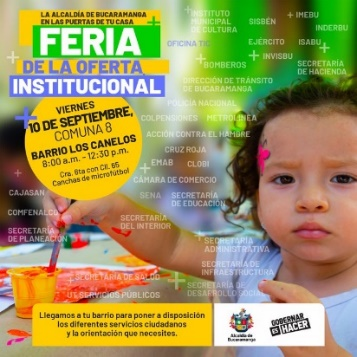 LA ALCALDÍA DE BUCARAMANGA
EN LAS PUERTAS DE TU CASA
FERIA
DE LA OFERTA
INSTITUCIONAL
VIERNES
10 DE SEPTIEMBRE,
COMUNA 8
BARRIO LOS CANELOS
8:00 a.m. - 12:30 p.m.
Cra. 6ta con Cll. 65
Canchas de microfútbol
INSTITUTO
MUNICIPAL
DE CULTURA
SISBÉN
IMEBU
INDERBU
OFICINA TIC
EJÉRCITO
ISABU
INVISBU
BOMBEROS
SECRETARÍA
DE HACIENDA
DIRECCIÓN DE TRÁNSITO
DE BUCARAMANGA
POLICÍA NACIONAL
COLPENSIONES
METROLÍNEA
ACCIÓN CONTRA EL HAMBRE
CRUZ ROJA
EMAB
CLOBI
CÁMARA DE COMERCIO
CAJASAN
SENA
SECRETARÍA
DE EDUCACIÓN
COMFENALCO
SECRETARÍA
DEL INTERIOR
SECRETARÍA
DE PLANEACIÓN
SECRETARÍA
ADMINISTRATIVA
SECRETARÍA DE
INFRAESTRUCTURA
SECRETARÍA DE SALUD
SECRETARÍA DE
DESARROLLO SOCIAL
UT SERVICIOS PÚBLICOS
Llegamos a tu barrio para poner a disposición
los diferentes servicios ciudadanos
y la orientación que necesites.
Alcaldía de
Bucaramanga
GOBERNAR
ES HACER